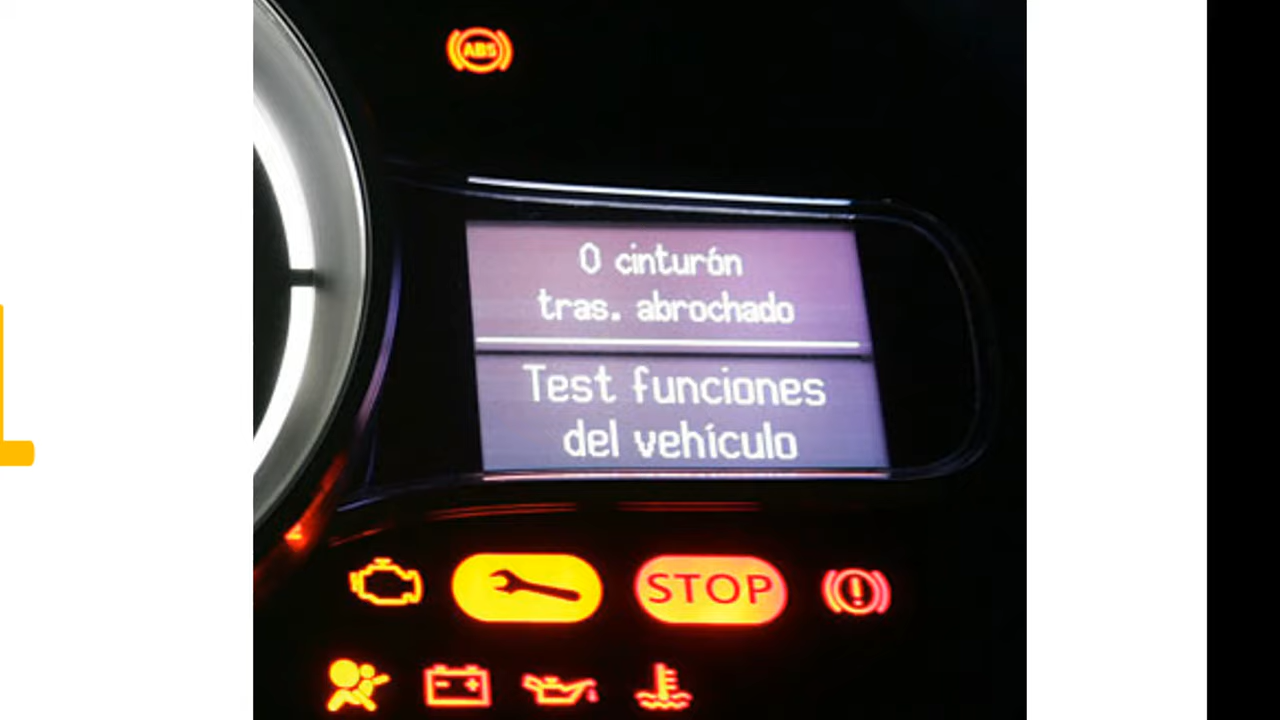 ABS
0 cinturón
tras. abrochado
Test funciones
del vehículo
STOP